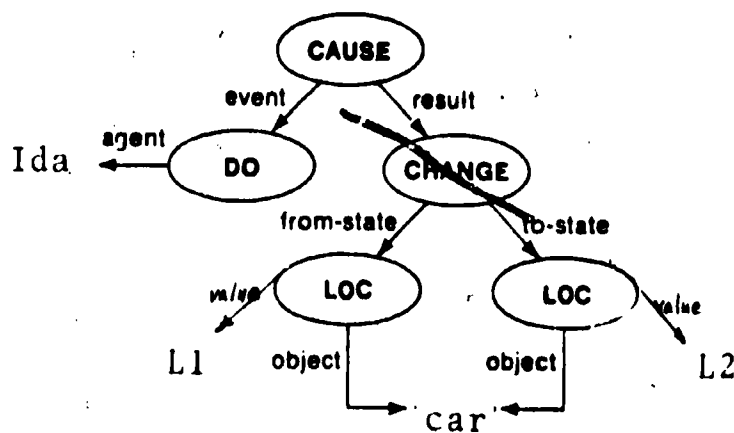 CAUSE
event result
agent
Ida DO CHANGE
from-state to-state
value LOC LOC value
L1 object object L2
car